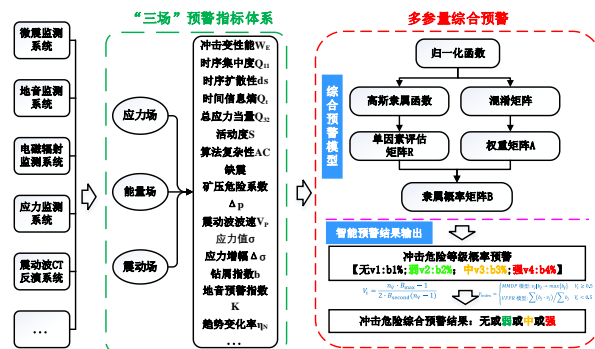 “三场”预警指标体系
多参量综合预警
微震监测
系统
地音监测
系统
电磁辐射
监测系统
应力监测
系统
震动波CT
反演系统
…
应力场
能量场
震动场
冲击变性能WE
时序集中度Q11
时序扩散性ds
时间信息熵Qt
总应力当量Q32
活动度S
算法复杂性AC
缺震
矿压危险系数
Δp
震动波波速VP
应力值σ
应力增幅Δσ
钻屑指数b
地音预警指数
K
趋势变化率ηN
…
综合预警模型
归一化函数
高斯隶属函数
混淆矩阵
单因素评估
矩阵R
权重矩阵A
隶属概率矩阵B
智能预警结果输出
冲击危险等级概率预警
【无v1:b1%;弱v2:b2%;中v3:b3%;强v4:b4%】
冲击危险综合预警结果：无或弱或中或强